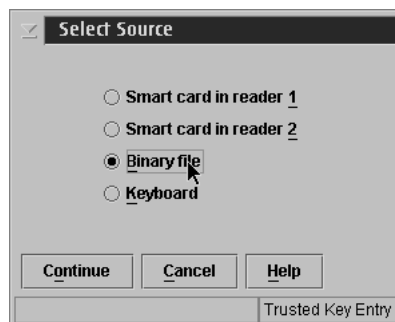 Select Source
Smart card in reader 1
Smart card in reader 2
Binary file
Keyboard
Continue Cancel Help
Trusted Key Entry